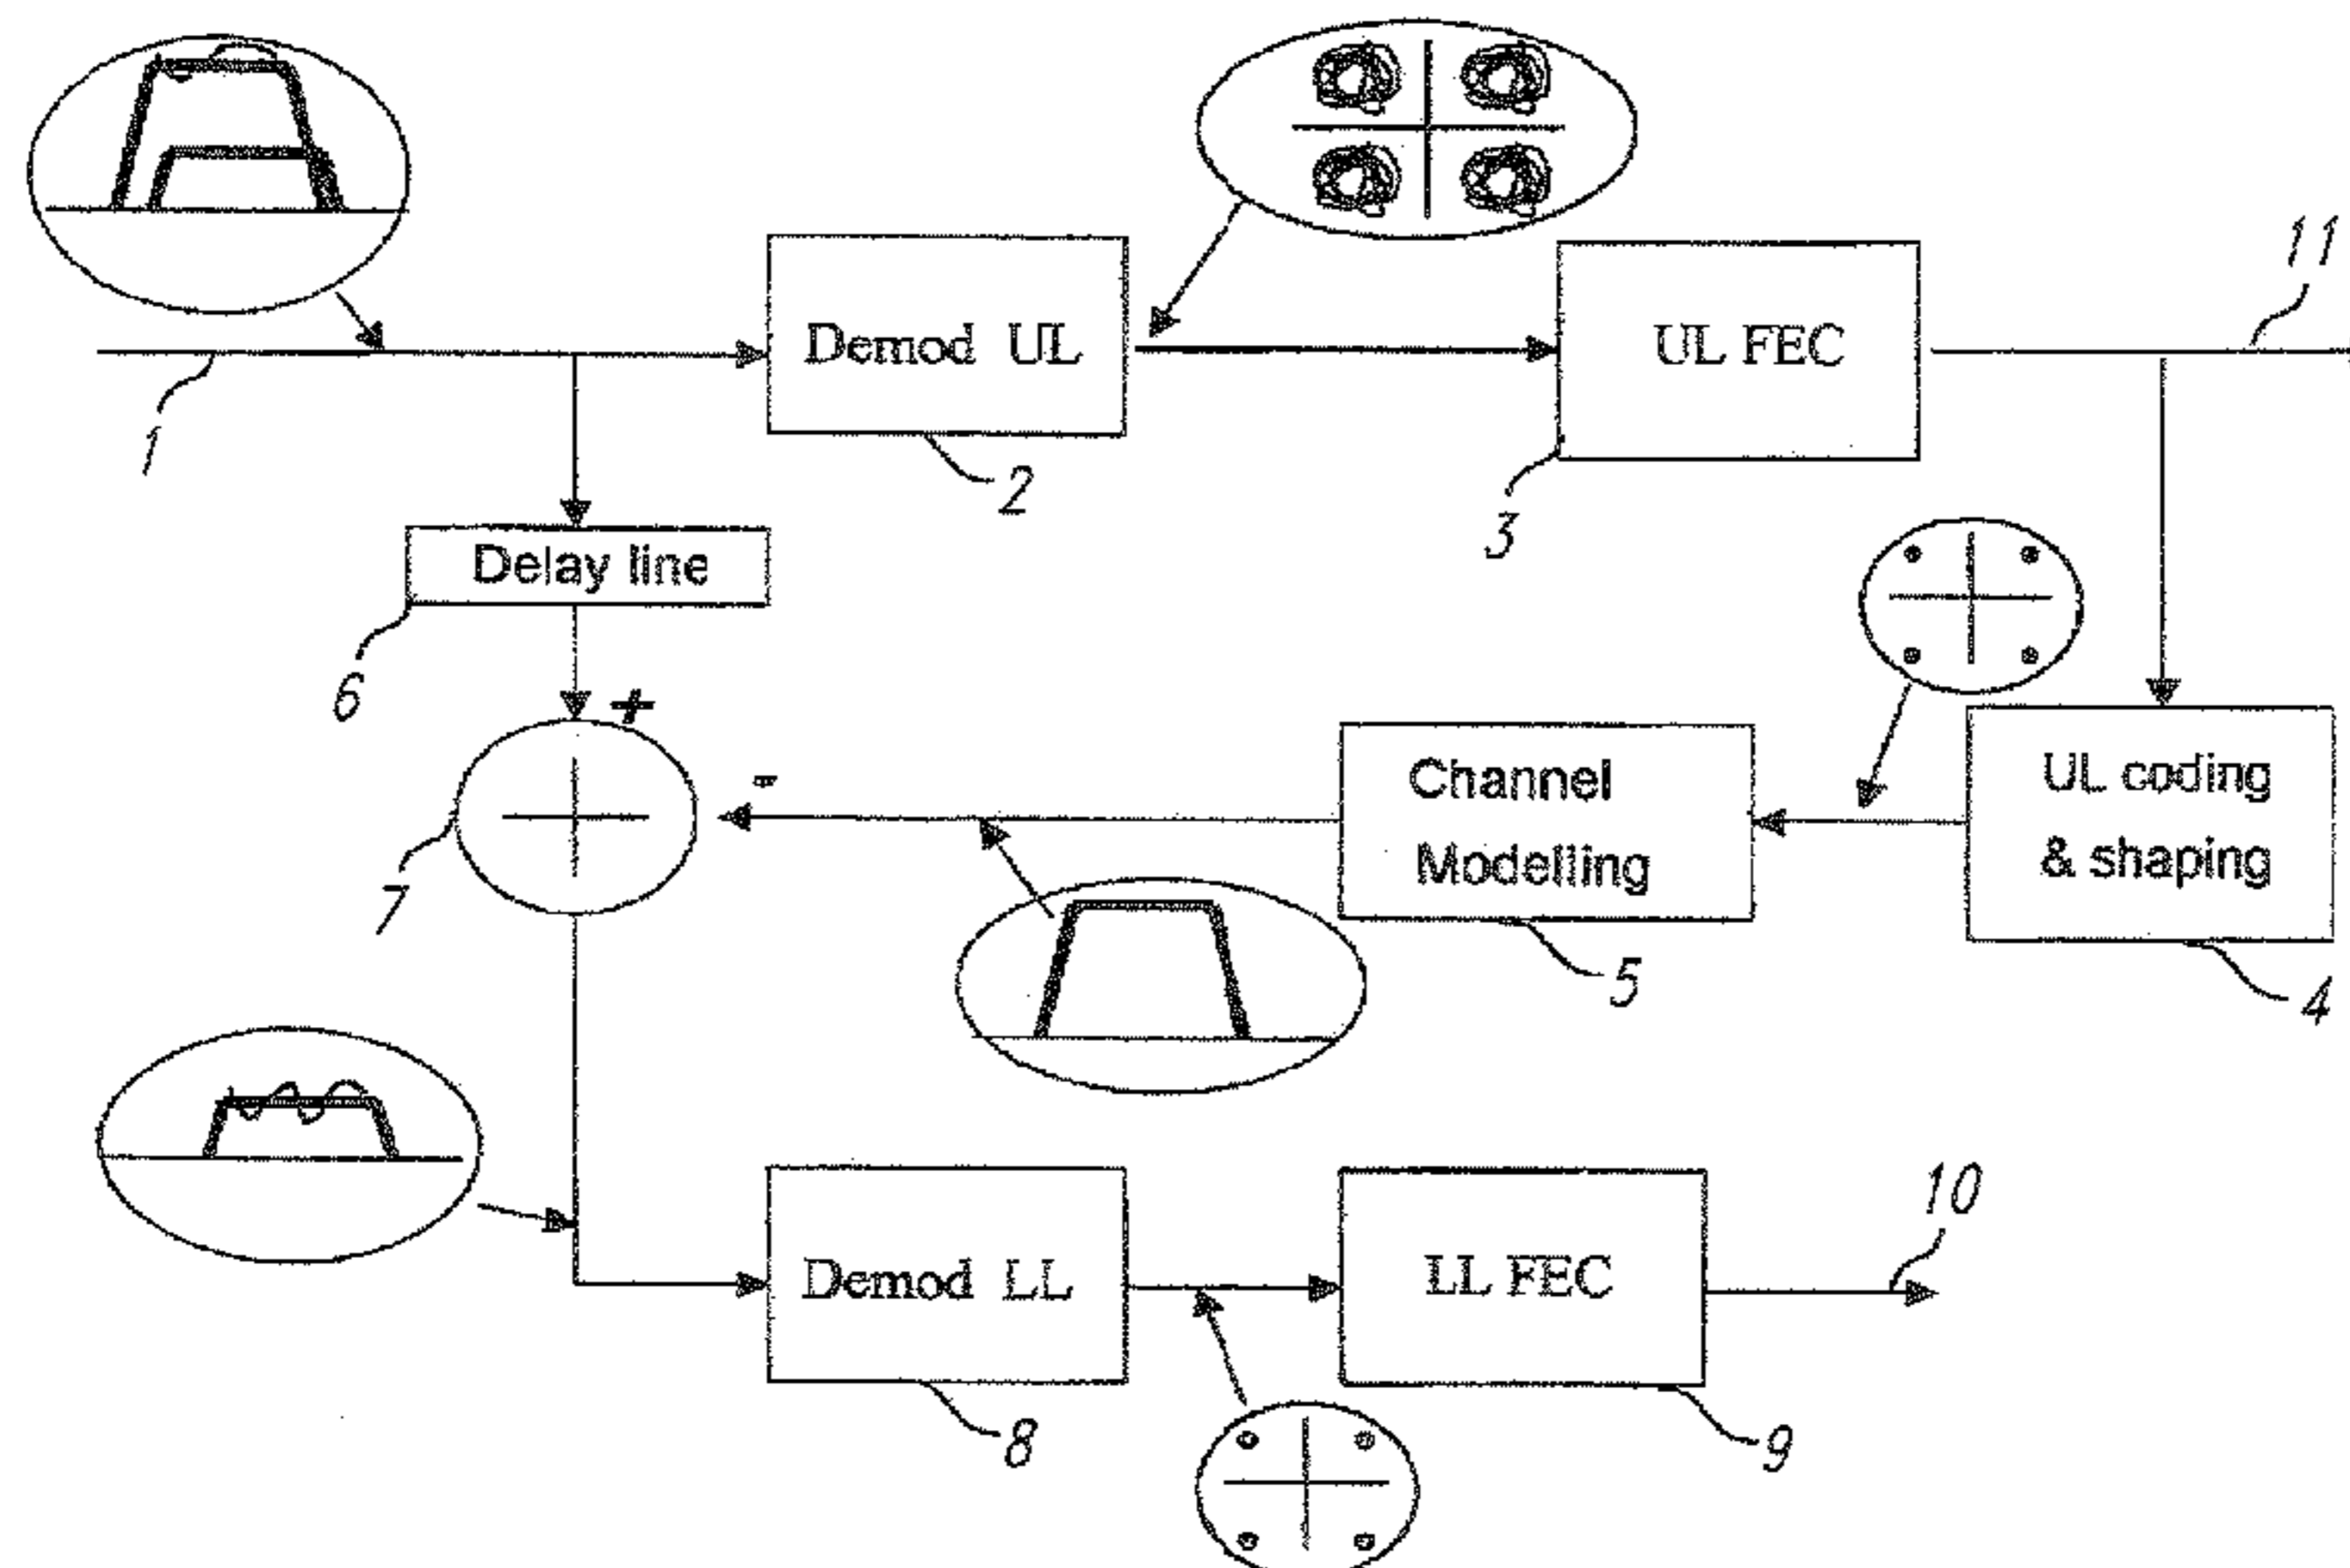 11
Demod UL
UL FEC
1
2
3
Delay line
6
+
-
Channel
Modelling
UL coding
& shaping
7
5
4
Demod LL
LL FEC
10
8
9